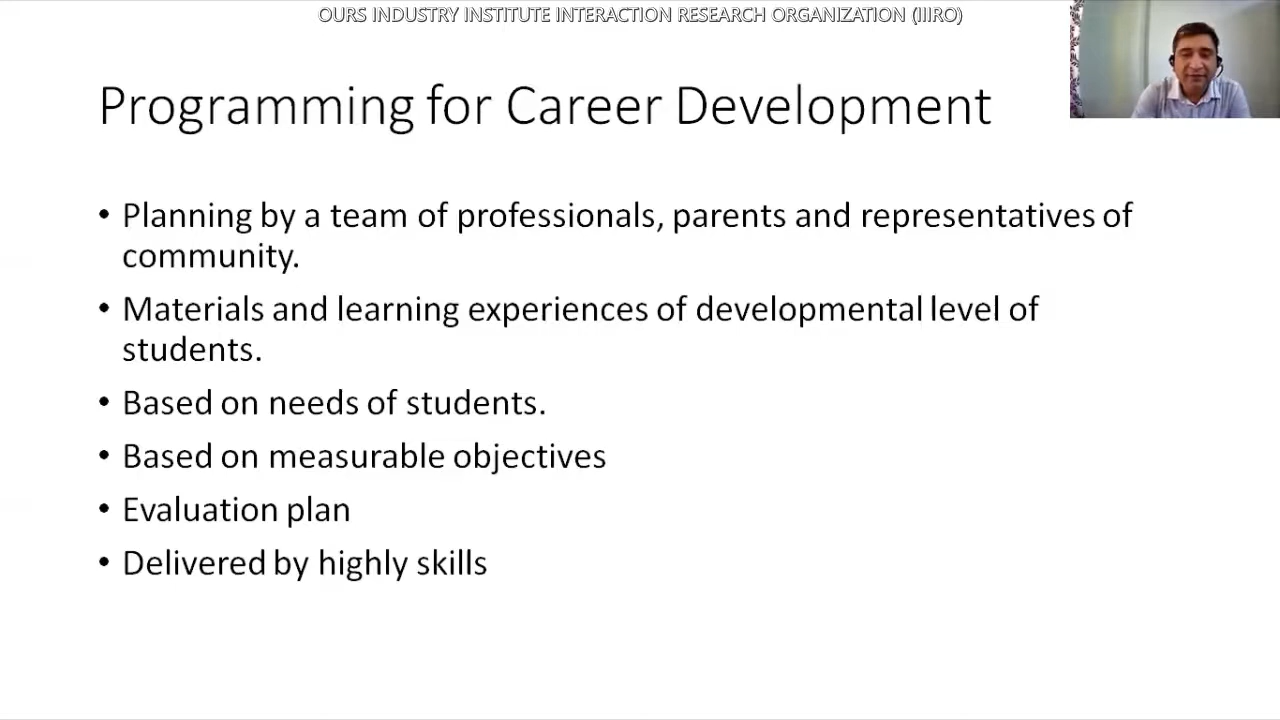 OURS INDUSTRY INSTITUTE INTERACTION RESEARCH ORGANIZATION (IIIRO)
Programming for Career Development
• Planning by a team of professionals, parents and representatives of
community.
• Materials and learning experiences of developmental level of
students.
• Based on needs of students.
• Based on measurable objectives
• Evaluation plan
• Delivered by highly skills